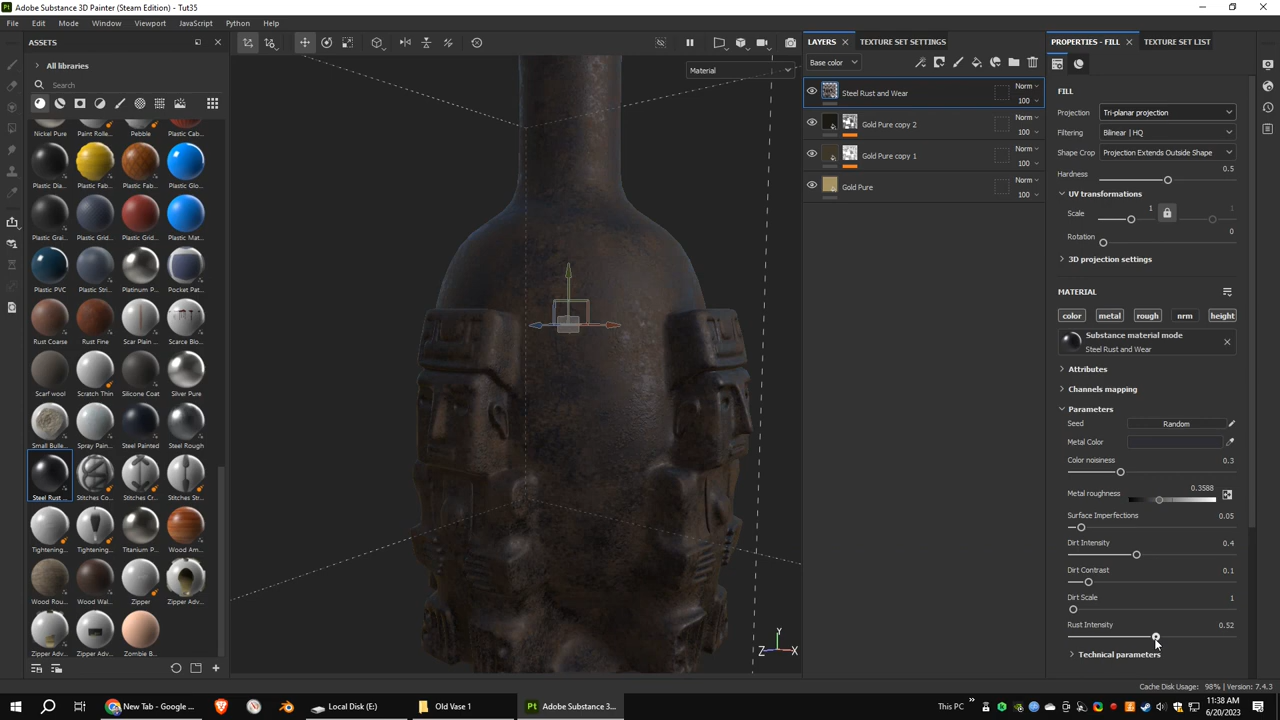 Adobe Substance 3D Painter (Steam Edition) - Tut35
File Edit Mode Window Viewport JavaScript Python Help
ASSETS
All libraries
Search
Nickel Pure Paint Rolle... Pebble Plastic Cab...
Plastic Dia... Plastic Fab... Plastic Fab... Plastic Glo...
Plastic Grai... Plastic Grid... Plastic Grid... Plastic Mat...
Plastic PVC Plastic Stri... Platinum P... Pocket Pat...
Rust Coarse Rust Fine Scar Plain ... Scarce Blo...
Scarf wool Scratch Thin Silicone Coat Silver Pure
Small Bulle... Spray Pain... Steel Painted Steel Rough
Steel Rust ... Stitches Co... Stitches Cr... Stitches Str...
Tightening... Tightening... Titanium P... Wood Am...
Wood Rou... Wood Wal... Zipper Zipper Adv...
Zipper Adv... Zipper Adv... Zombie B...
Material
Z X
Y
LAYERS TEXTURE SET SETTINGS
Base color
Steel Rust and Wear Norm
100
Gold Pure copy 2 Norm
100
Gold Pure copy 1 Norm
100
Gold Pure Norm
100
PROPERTIES - FILL TEXTURE SET LIST
FILL
Projection Tri-planar projection
Filtering Bilinear | HQ
Shape Crop Projection Extends Outside Shape
Hardness 0.5
UV transformations
Scale 1 1
Rotation 0
3D projection settings
MATERIAL
color metal rough nrm height
Substance material mode
Steel Rust and Wear
Attributes
Channels mapping
Parameters
Seed Random
Metal Color
Color noisiness 0.3
Metal roughness 0.3588
Surface Imperfections 0.05
Dirt Intensity 0.4
Dirt Contrast 0.1
Dirt Scale 1
Rust Intensity 0.52
Technical parameters
Cache Disk Usage: 98% | Version: 7.4.3
New Tab - Google ... Local Disk (E:) Old Vase 1 Adobe Substance 3... This PC 11:38 AM
6/20/2023